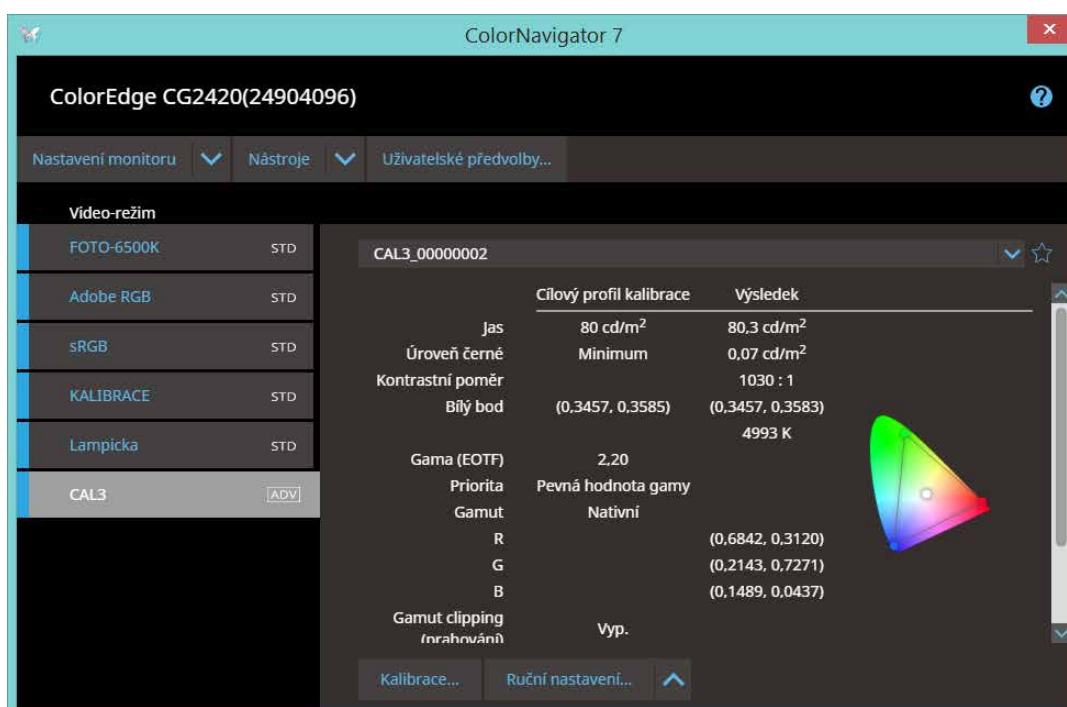 ColorNavigator 7
ColorEdge CG2420(24904096)
Nastavení monitoru Nástroje Uživatelské předvolby...
Video-režim
FOTO-6500K STD
Adobe RGB STD
sRGB STD
KALIBRACE STD
Lampicka STD
CAL3 ADV
CAL3_00000002
Cílový profil kalibrace Výsledek
Jas 80 cd/m² 80,3 cd/m²
Úroveň černé Minimum 0,07 cd/m²
Kontrastní poměr 1030 : 1
Bílý bod (0,3457, 0,3585) (0,3457, 0,3583)
4993 K
Gama (EOTF) 2,20
Priorita Pevná hodnota gamy
Gamut Nativní
R (0,6842, 0,3120)
G (0,2143, 0,7271)
B (0,1489, 0,0437)
Gamut clipping
(prahování) Vyp.
Kalibrace... Ruční nastavení...